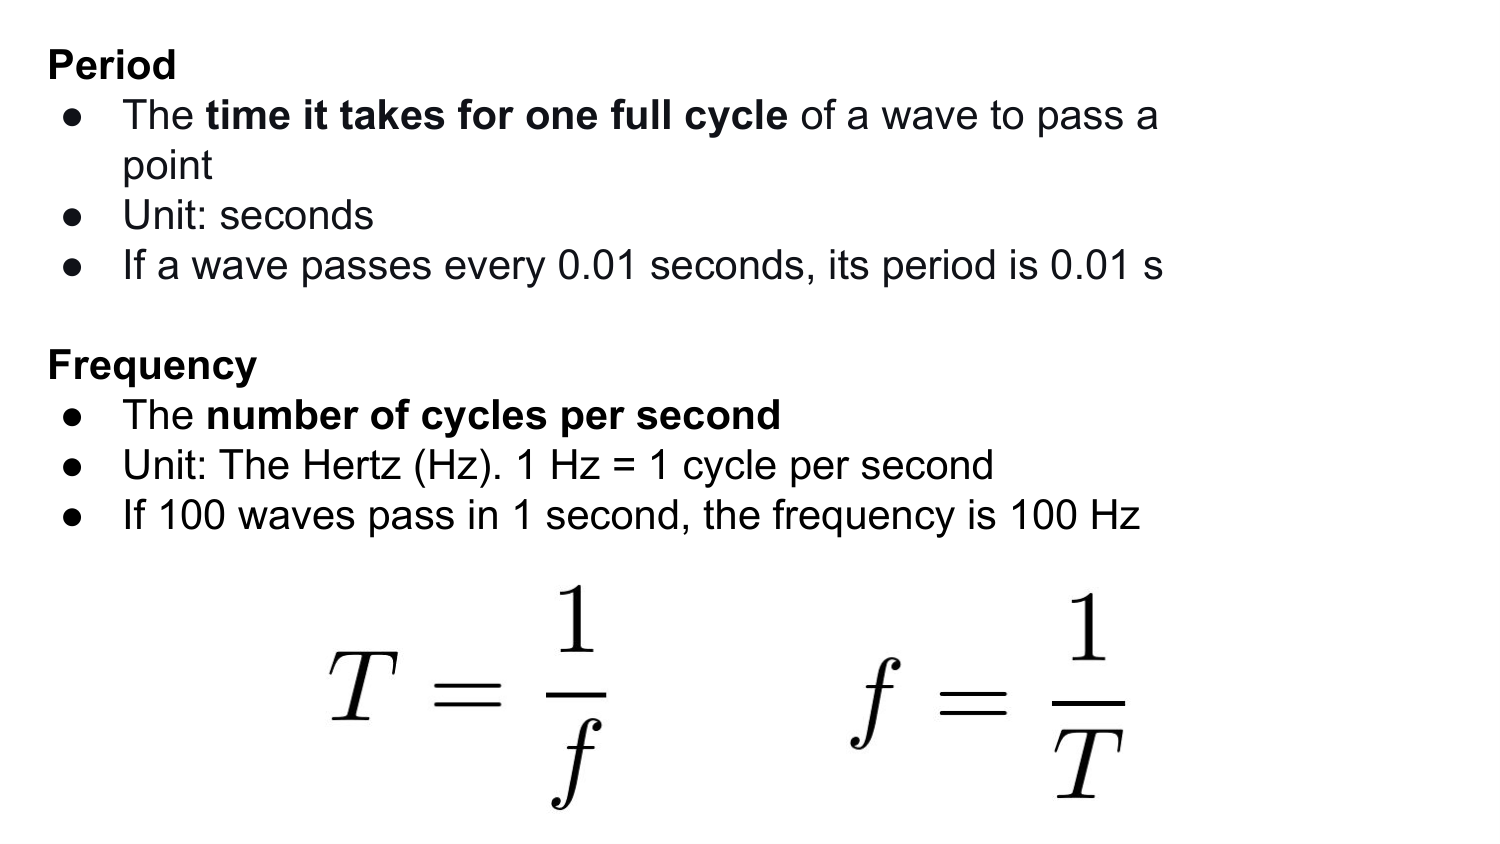 Period
● The time it takes for one full cycle of a wave to pass a
point
● Unit: seconds
● If a wave passes every 0.01 seconds, its period is 0.01 s
Frequency
● The number of cycles per second
● Unit: The Hertz (Hz). 1 Hz = 1 cycle per second
● If 100 waves pass in 1 second, the frequency is 100 Hz
T = 1/f
f = 1/T